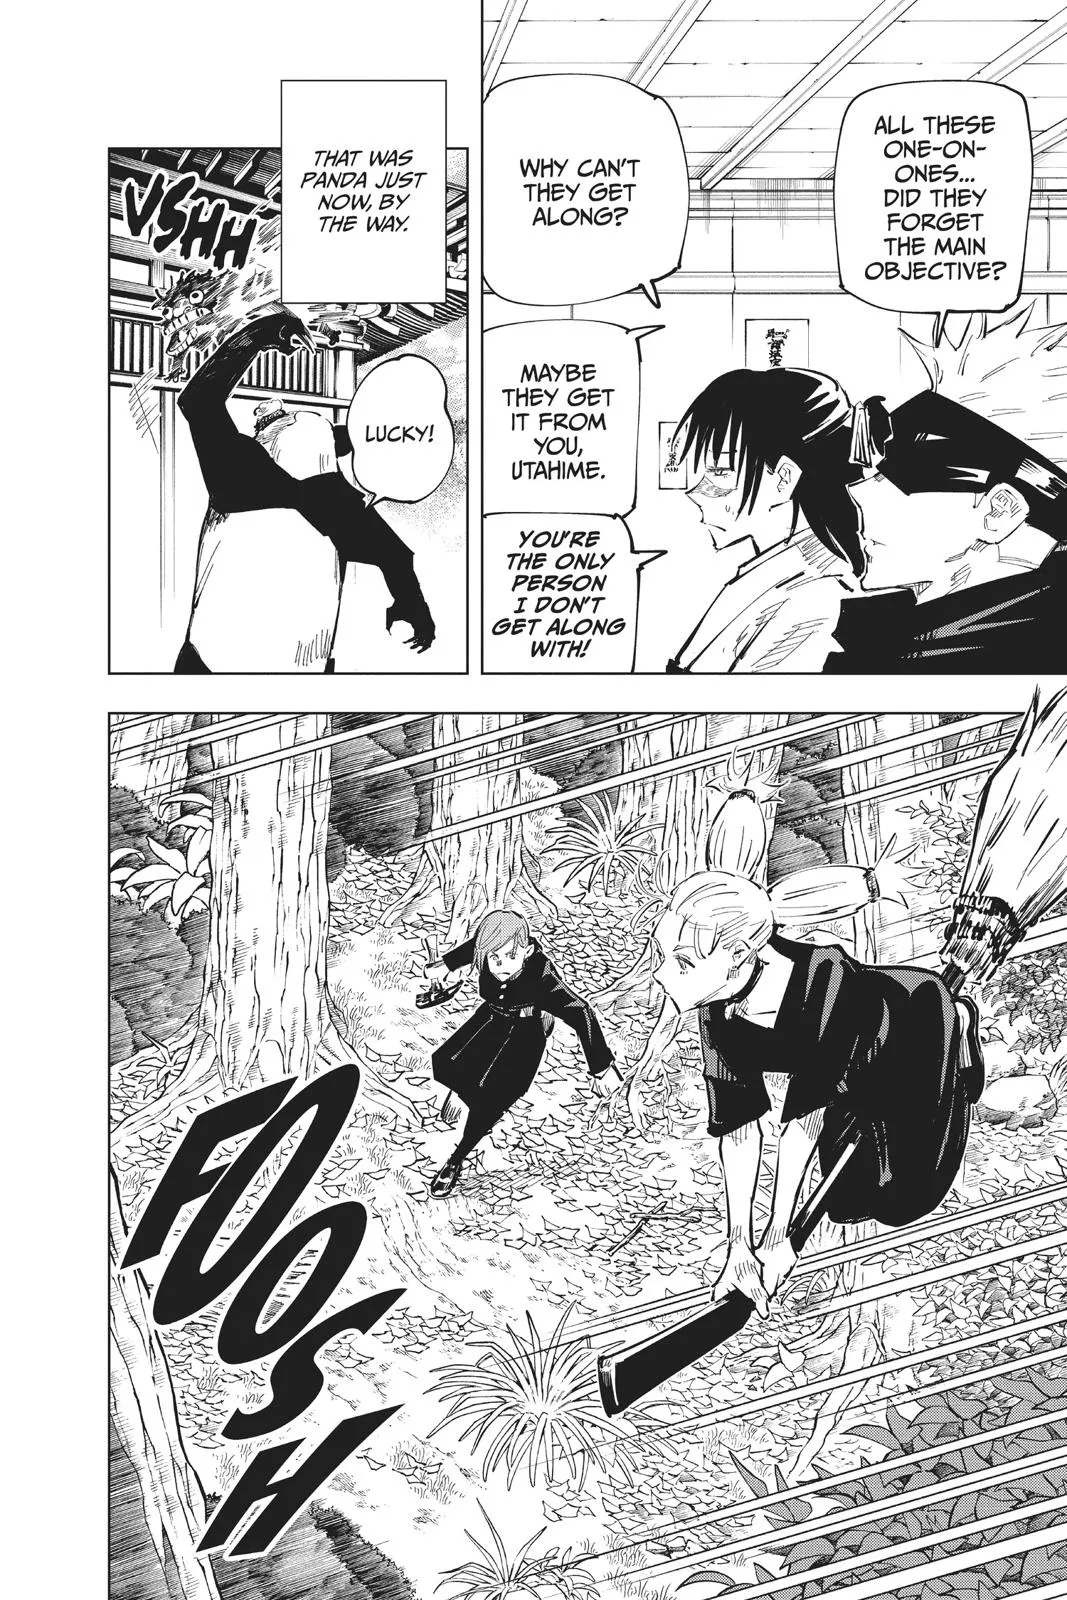 ALL THESE
ONE-ON-
ONES...
DID THEY
FORGET
THE MAIN
OBJECTIVE?
WHY CAN'T
THEY GET
ALONG?
MAYBE
THEY GET
IT FROM
YOU,
UTAHIME.
YOU'RE
THE ONLY
PERSON
I DON'T
GET ALONG
WITH!
THAT WAS
PANDA JUST
NOW, BY
THE WAY.
VSHH
LUCKY!
FOOSH